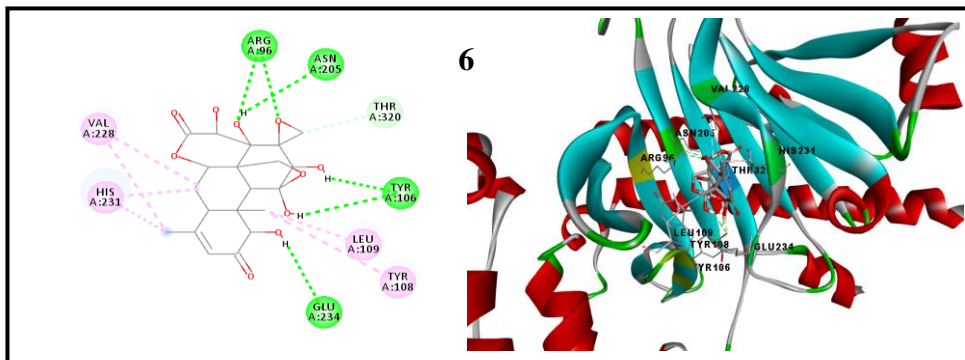 ARG
A:96
ASN
A:205
THR
A:320
VAL
A:228
HIS
A:231
TYR
A:106
LEU
A:109
TYR
A:108
GLU
A:234
H
O
O
O
O
O
O
H
O
H
O
O
H
O
6
VAL228
ASN205
HIS231
ARG96
THR32
LEU109
TYR108
GLU234
TYR106